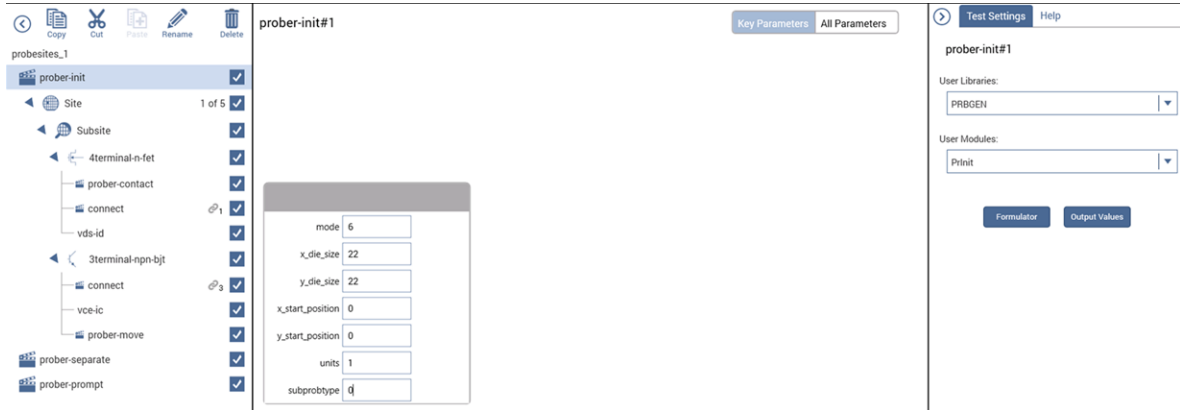 Copy Cut Paste Rename Delete
probesites_1
prober-init
Site 1 of 5
Subsite
4terminal-n-fet
prober-contact
connect 1
vds-id
3terminal-npn-bjt
connect 3
vce-ic
prober-move
prober-separate
prober-prompt
prober-init#1
Key Parameters All Parameters
mode 6
x_die_size 22
y_die_size 22
x_start_position 0
y_start_position 0
units 1
subprobtype 0
Test Settings Help
prober-init#1
User Libraries:
PRBGEN
User Modules:
PrInit
Formulator Output Values